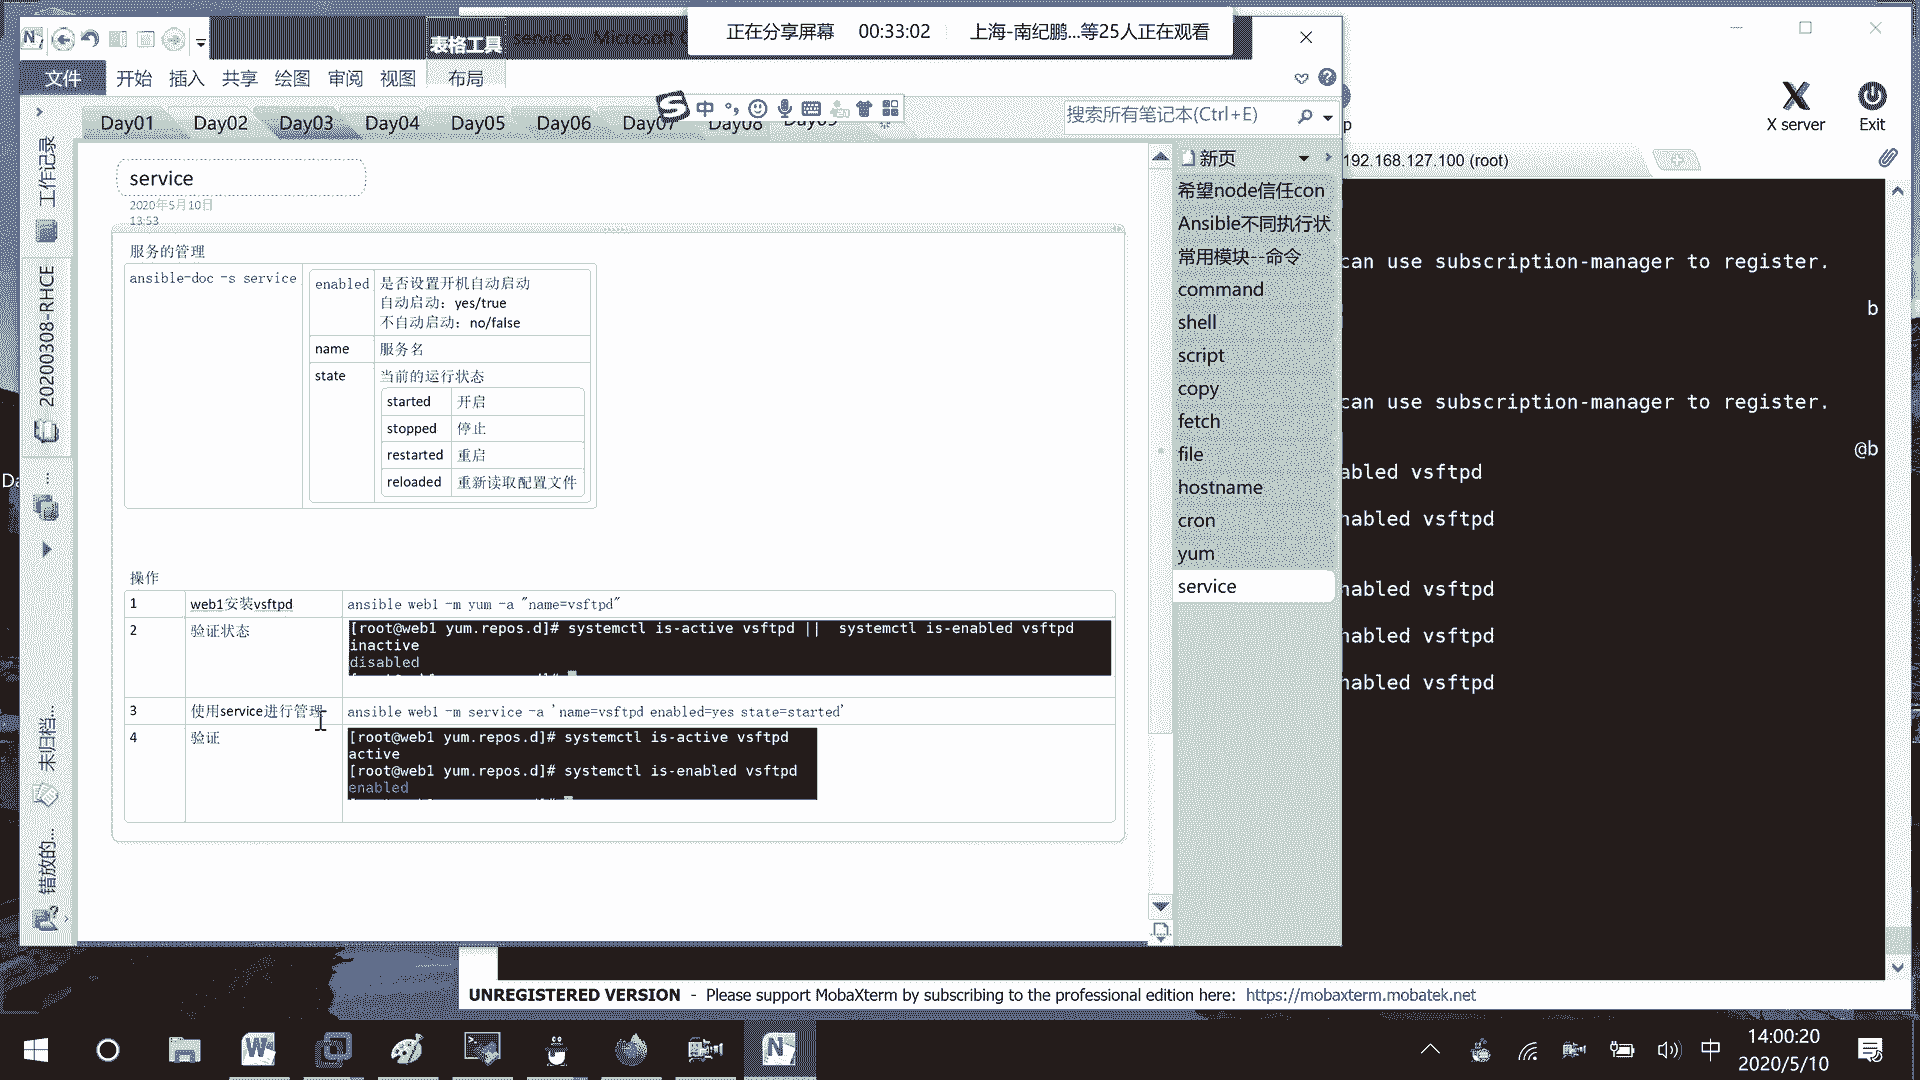 正在分享屏幕 00:33:02 上海-南纪鹏...等25人正在观看
表格工具
service - Microsoft
文件 开始 插入 共享 绘图 审阅 视图 布局
中
Day01 Day02 Day03 Day04 Day05 Day06 Day07 Day08
搜索所有笔记本(Ctrl+E)
X server
Exit
192.168.127.100 (root)
工作记录
20200308-RHCE
未归档...
错放的...
service
2020年5月10日
13:53
服务的管理
ansible-doc -s service
enabled 是否设置开机自动启动
自动启动：yes/true
不自动启动：no/false
name 服务名
state 当前的运行状态
started 开启
stopped 停止
restarted 重启
reloaded 重新读取配置文件
操作
1 web1安装vsftpd ansible web1 -m yum -a "name=vsftpd"
2 验证状态 [root@web1 yum.repos.d]# systemctl is-active vsftpd || systemctl is-enabled vsftpd
inactive
disabled
3 使用service进行管理 ansible web1 -m service -a 'name=vsftpd enabled=yes state=started'
4 验证 [root@web1 yum.repos.d]# systemctl is-active vsftpd
active
[root@web1 yum.repos.d]# systemctl is-enabled vsftpd
enabled
新页
希望node信任con
Ansible不同执行状
常用模块--命令
command
shell
script
copy
fetch
file
hostname
cron
yum
service
can use subscription-manager to register.
b
can use subscription-manager to register.
@b
abled vsftpd
nabled vsftpd
nabled vsftpd
nabled vsftpd
nabled vsftpd
UNREGISTERED VERSION - Please support MobaXterm by subscribing to the professional edition here: https://mobaxterm.mobatek.net
中
14:00:20
2020/5/10